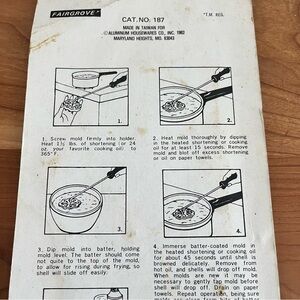 FAIRGROVE®
CAT. NO. 187
"T.M. REG.
MADE IN TAIWAN FOR
©ALUMINUM HOUSEWARES CO., INC. 1982
MARYLAND HEIGHTS, MO. 63043
1.
2.
1. Screw mold firmly into holder.
Heat 1½ lbs. of shortening (or 24
oz. your favorite cooking oil) to
365°F.
2. Heat mold thoroughly by dipping
in the heated shortening or cooking
oil for at least 15 seconds. Remove
mold and blot off excess shortening
or oil on paper towels.
3.
4.
3. Dip mold into batter, holding
mold level. The batter should come
not quite to the top of the mold,
to allow for rising during frying, so
shell will slide off easily.
4. Immerse batter-coated mold in
the heated shortening or cooking oil
for about 45 seconds until shell is
browned delicately. Remove from
hot oil, and shells will drop off mold.
When molds are new it may be
necessary to gently tap mold before
shell will drop off. Drain on paper
towels. Repeat operation, being sure